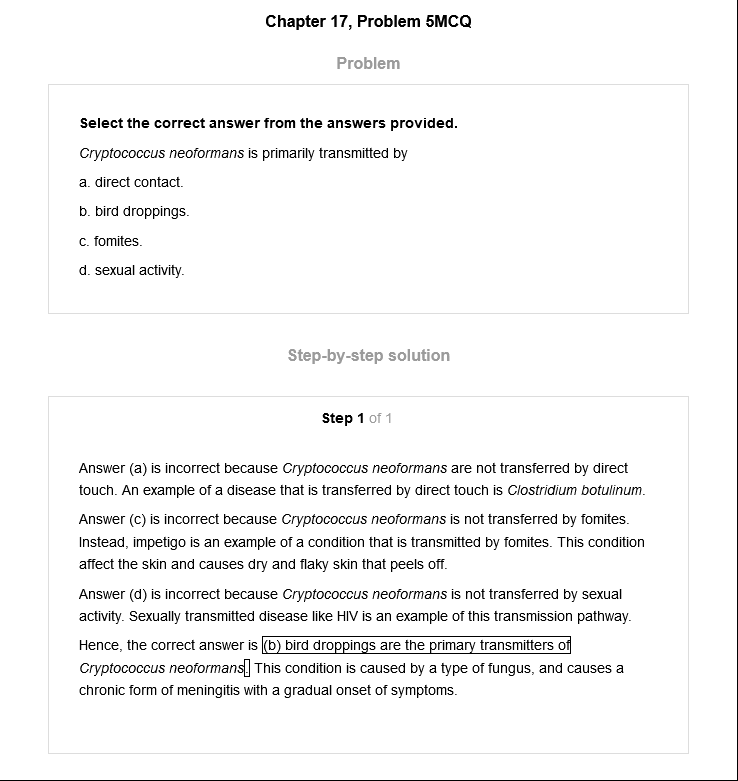 Chapter 17, Problem 5MCQ
Problem
Select the correct answer from the answers provided.
Cryptococcus neoformans is primarily transmitted by
a. direct contact.
b. bird droppings.
c. fomites.
d. sexual activity.
Step-by-step solution
Step 1 of 1
Answer (a) is incorrect because Cryptococcus neoformans are not transferred by direct
touch. An example of a disease that is transferred by direct touch is Clostridium botulinum.
Answer (c) is incorrect because Cryptococcus neoformans is not transferred by fomites.
Instead, impetigo is an example of a condition that is transmitted by fomites. This condition
affect the skin and causes dry and flaky skin that peels off.
Answer (d) is incorrect because Cryptococcus neoformans is not transferred by sexual
activity. Sexually transmitted disease like HIV is an example of this transmission pathway.
Hence, the correct answer is (b) bird droppings are the primary transmitters of
Cryptococcus neoformans. This condition is caused by a type of fungus, and causes a
chronic form of meningitis with a gradual onset of symptoms.